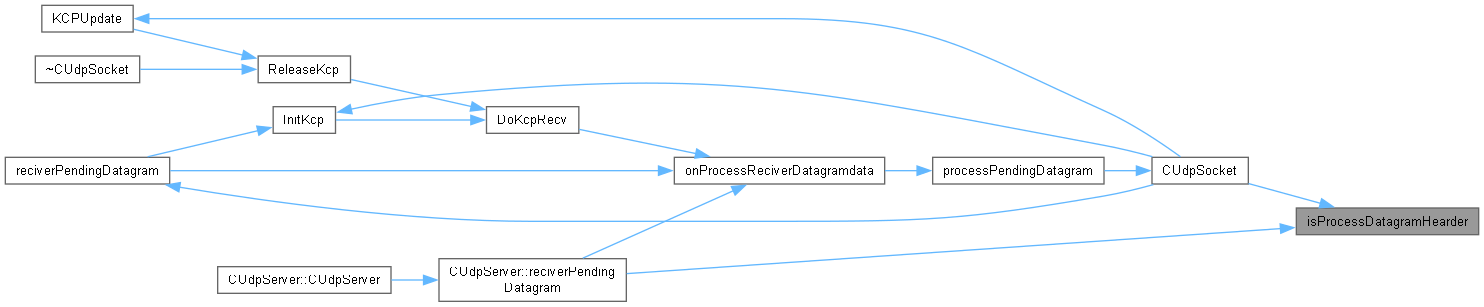 KCPUpdate
~CUdpSocket
ReleaseKcp
InitKcp
DoKcpRecv
reciverPendingDatagram
onProcessReciverDatagramdata
processPendingDatagram
CUdpSocket
isProcessDatagramHearder
CUdpServer::CUdpServer
CUdpServer::reciverPending
Datagram